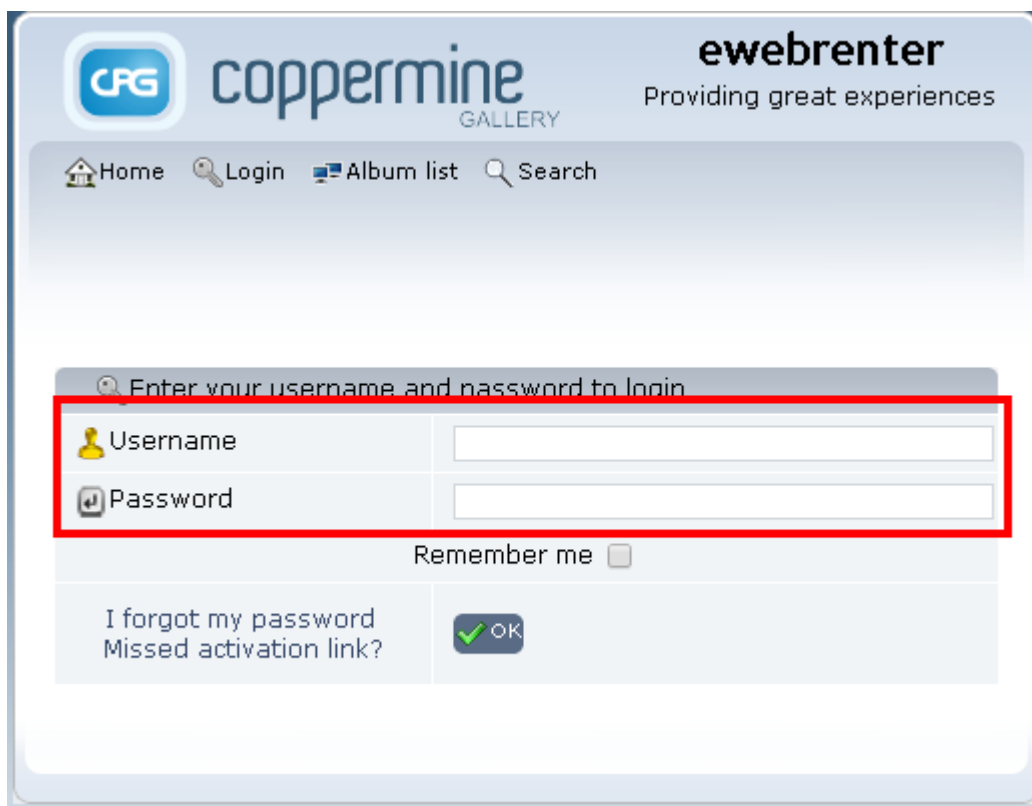 CPG coppermine
GALLERY
ewebrenter
Providing great experiences
Home Login Album list Search
Enter your username and password to login
Username
Password
Remember me
I forgot my password
Missed activation link?
OK